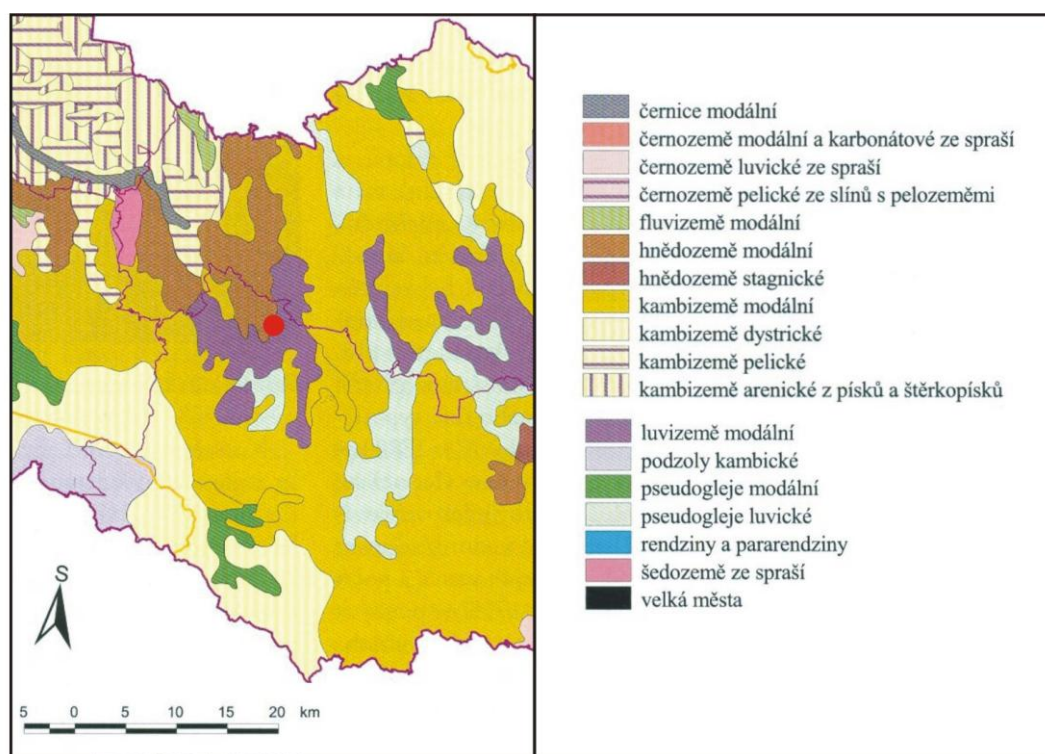 S
5 0 5 10 15 20 km
černice modální
černozemě modální a karbonátové ze spraší
černozemě luvické ze spraší
černozemě pelické ze slínů s pelozeměmi
fluvizemě modální
hnědozemě modální
hnědozemě stagnické
kambizemě modální
kambizemě dystrické
kambizemě pelické
kambizemě arenické z písků a štěrkopísků
luvizemě modální
podzoly kambické
pseudogleje modální
pseudogleje luvické
rendziny a pararendziny
šedozemě ze spraší
velká města